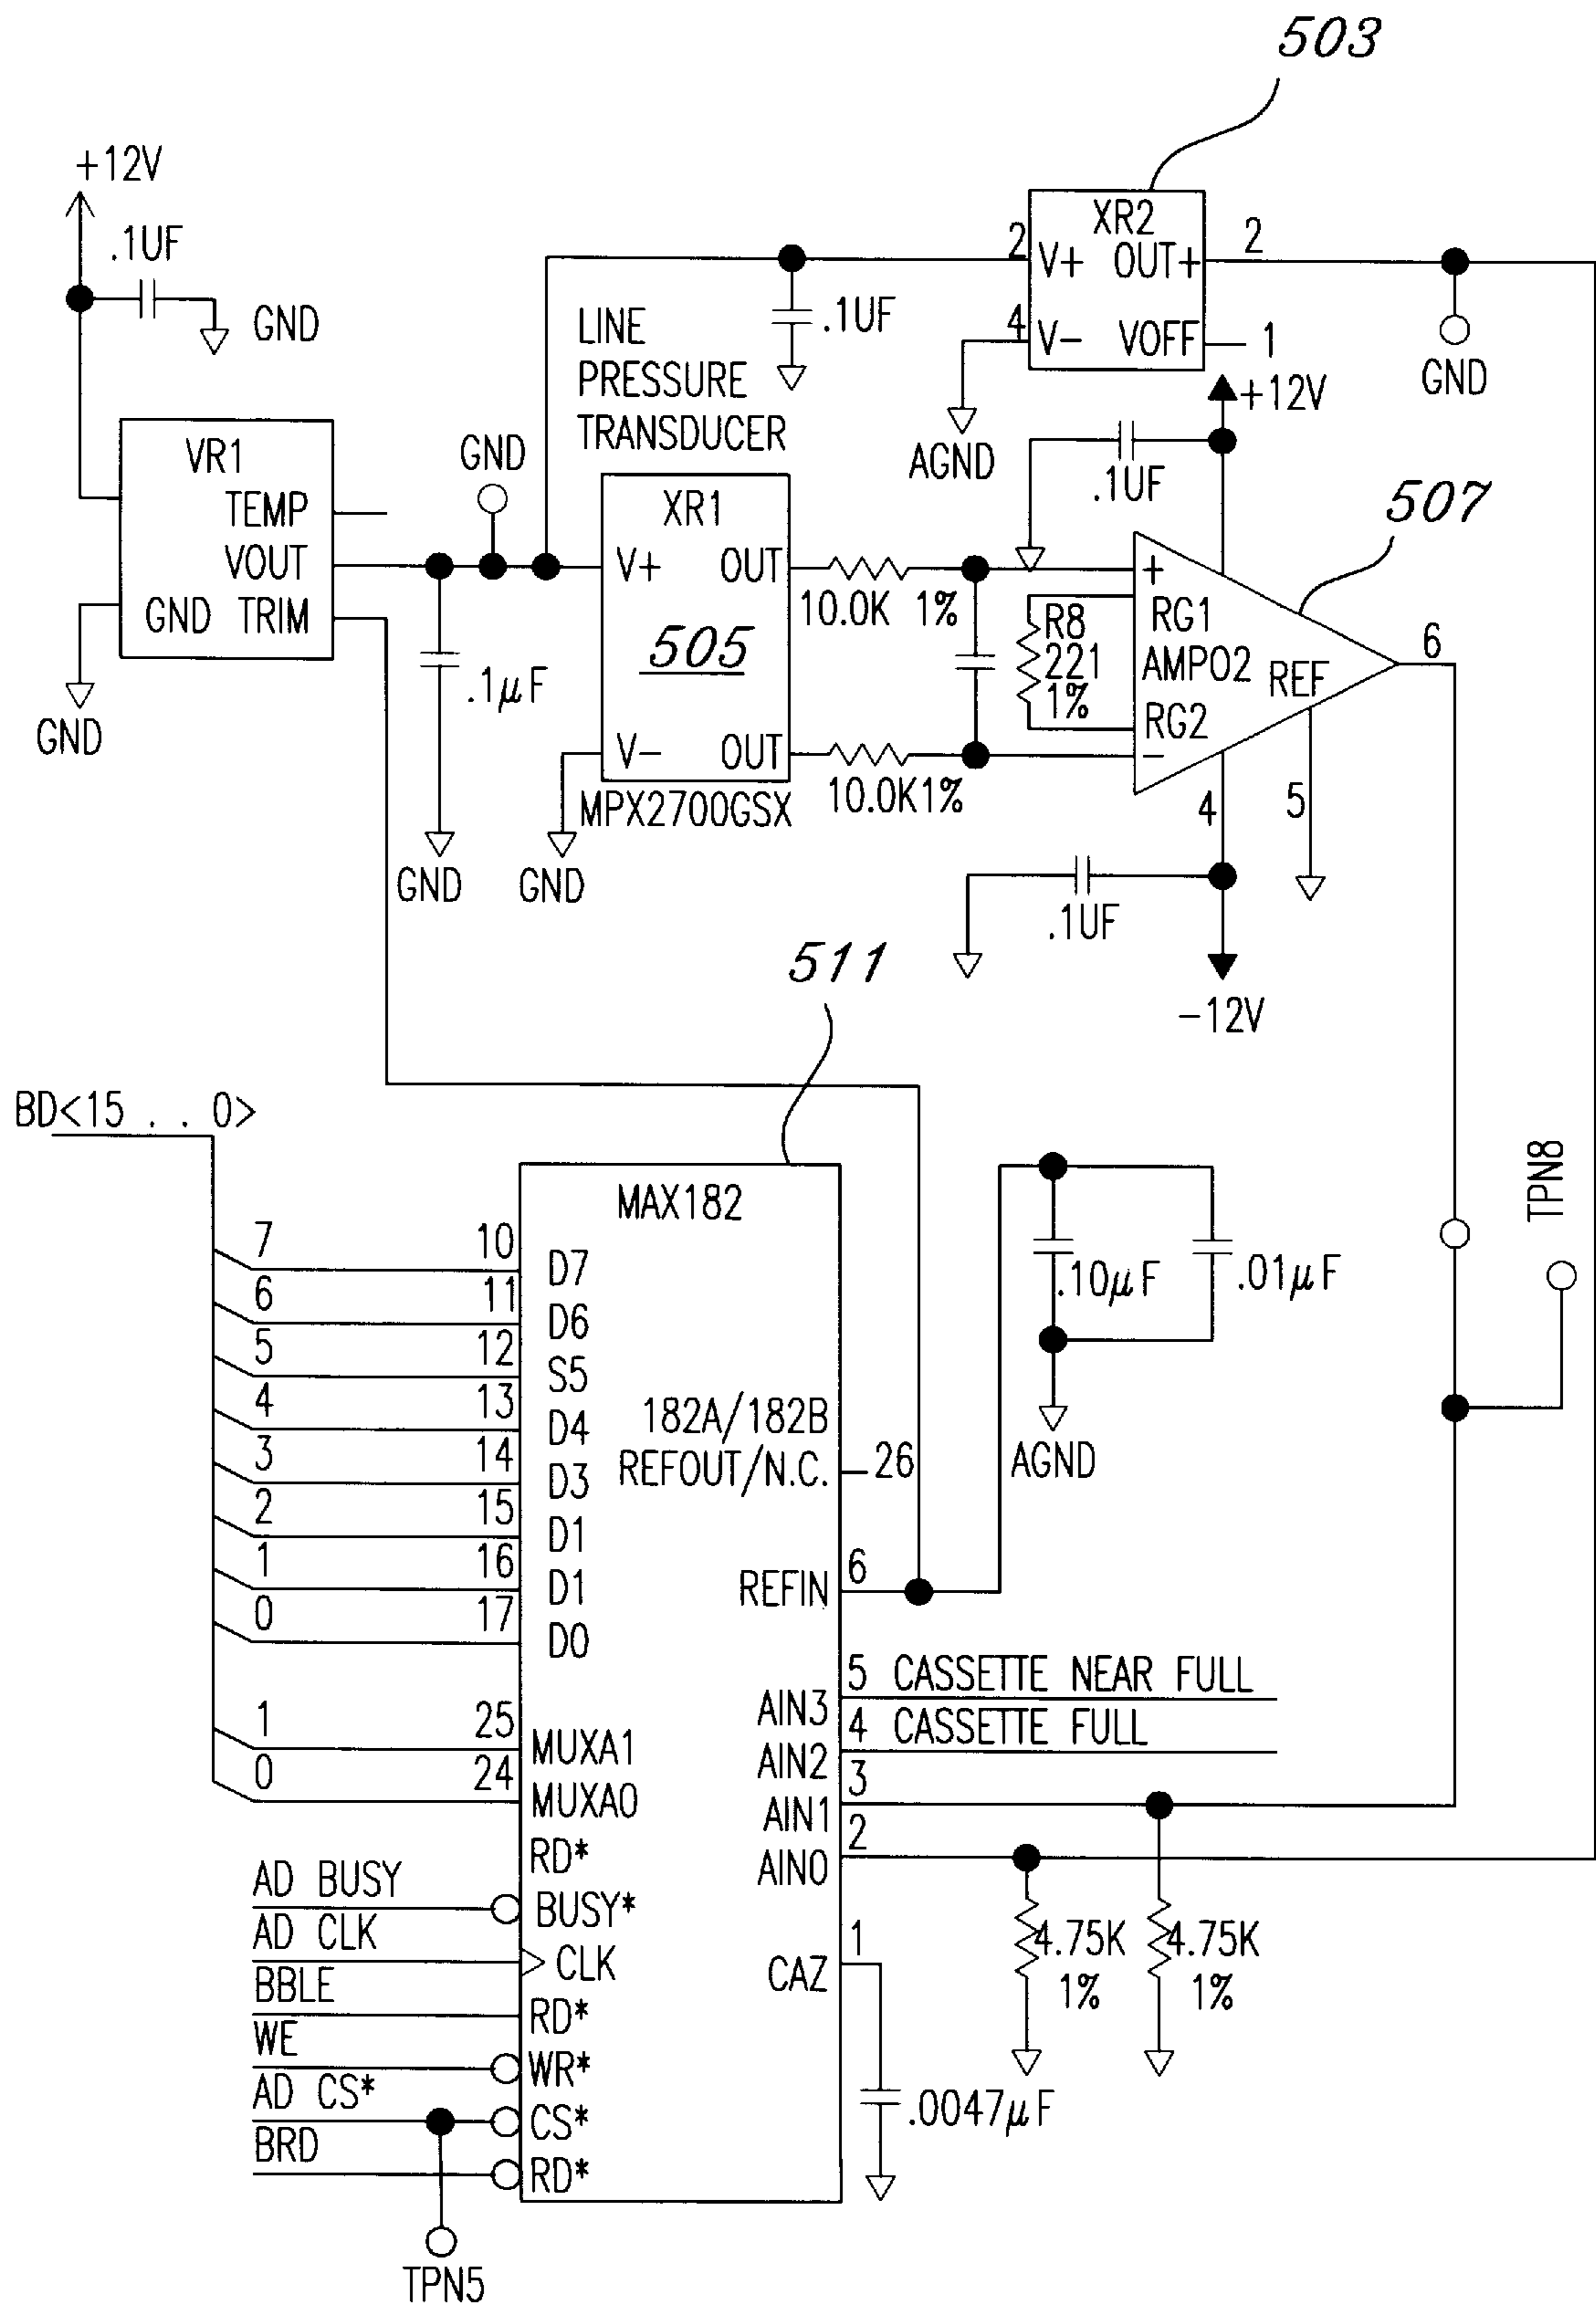 503
+12V
.1UF
GND
XR2
2
V+
OUT+
2
4
V-
VOFF
1
.1UF
GND
AGND
LINE
PRESSURE
TRANSDUCER
+12V
.1UF
VR1
TEMP
VOUT
GND TRIM
GND
GND
.1µF
GND
XR1
V+
OUT
505
V-
OUT
MPX2700GSX
GND
10.0K 1%
10.0K1%
507
+
R8
221
1%
RG1
AMPO2
REF
RG2
-
6
4
5
.1UF
-12V
511
BD<15 . . 0>
MAX182
7
10
D7
6
11
D6
5
12
S5
4
13
D4
3
14
D3
2
15
D1
1
16
D1
0
17
D0
182A/182B
REFOUT/N.C.
26
.10µF
.01µF
AGND
TPN8
REFIN
6
1
25
MUXA1
0
24
MUXA0
AIN3
5
CASSETTE NEAR FULL
AIN2
4
CASSETTE FULL
AIN1
3
AIN0
2
RD*
AD BUSY
BUSY*
AD CLK
CLK
BBLE
RD*
WE
WR*
AD CS*
CS*
BRD
RD*
CAZ
1
4.75K
1%
4.75K
1%
.0047µF
TPN5